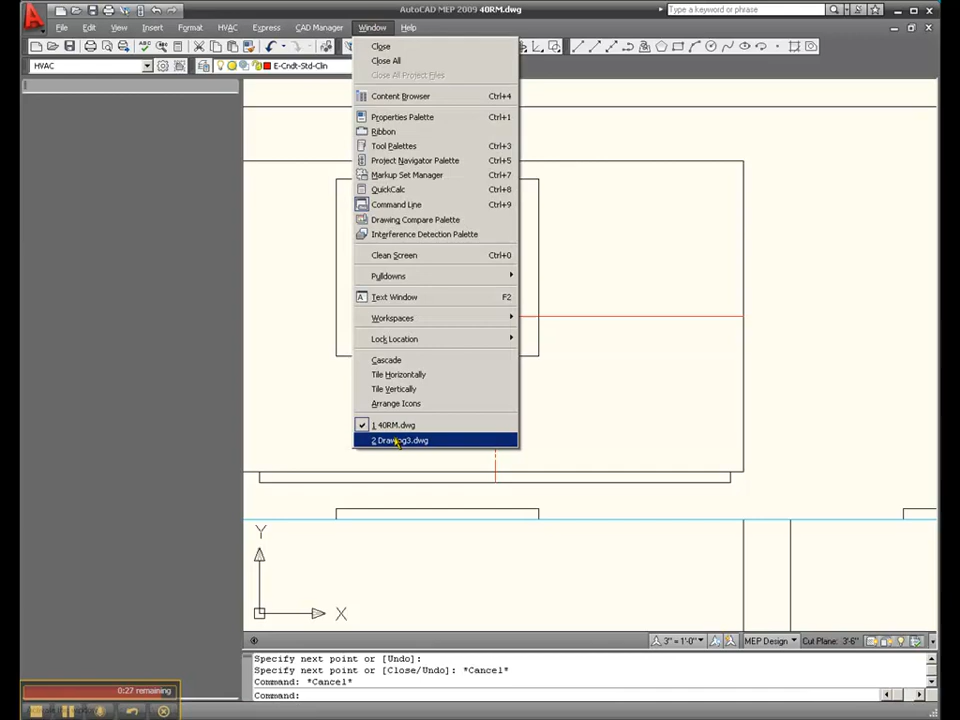 AutoCAD MEP 2009 40RM.dwg
Type a keyword or phrase
File Edit View Insert Format HVAC Express CAD Manager Window Help
HVAC
E-Cndt-Std-Clin
Close
Close All
Close All Project Files
Content Browser Ctrl+4
Properties Palette Ctrl+1
Ribbon
Tool Palettes Ctrl+3
Project Navigator Palette Ctrl+5
Markup Set Manager Ctrl+7
QuickCalc Ctrl+8
Command Line Ctrl+9
Drawing Compare Palette
Interference Detection Palette
Clean Screen Ctrl+0
Pulldowns
Text Window F2
Workspaces
Lock Location
Cascade
Tile Horizontally
Tile Vertically
Arrange Icons
1 40RM.dwg
2 Drawing3.dwg
Y
X
3" = 1'-0" MEP Design Cut Plane: 3'-6"
Specify next point or [Undo]:
Specify next point or [Close/Undo]: *Cancel*
Command: *Cancel*
Command:
0:27 remaining